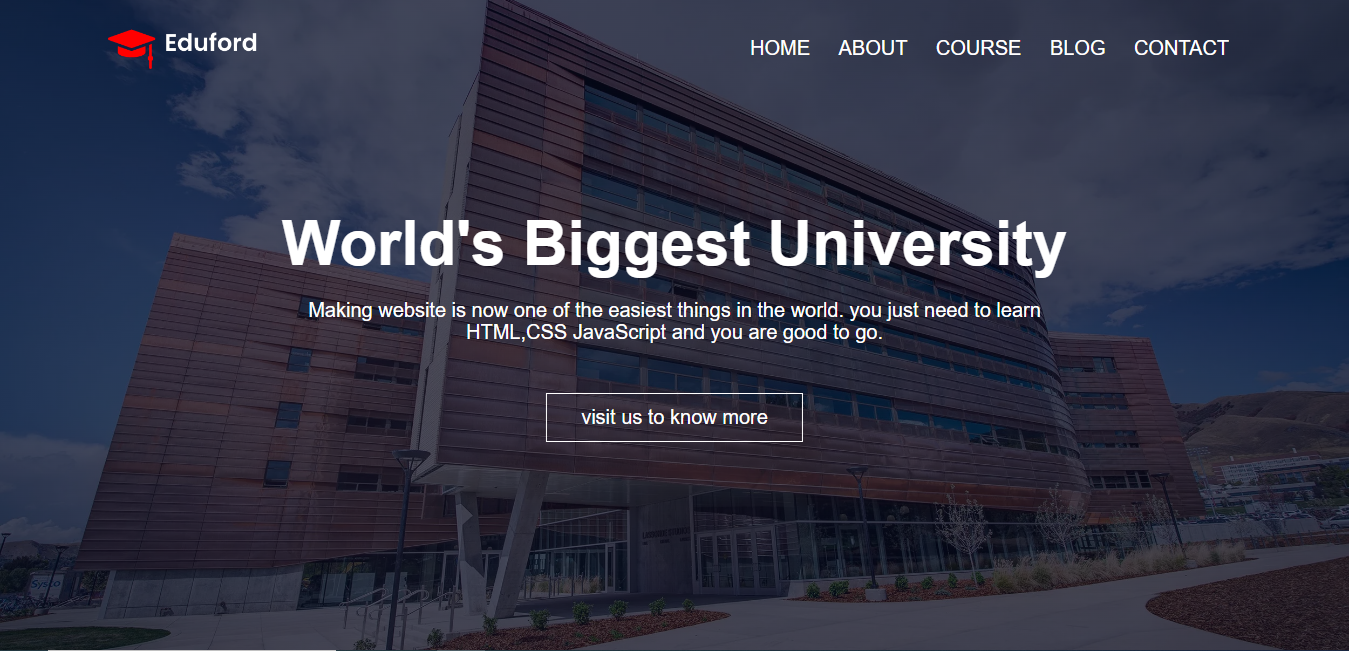 Eduford
HOME ABOUT COURSE BLOG CONTACT
World's Biggest University
Making website is now one of the easiest things in the world. you just need to learn
HTML,CSS JavaScript and you are good to go.
visit us to know more
Sysco